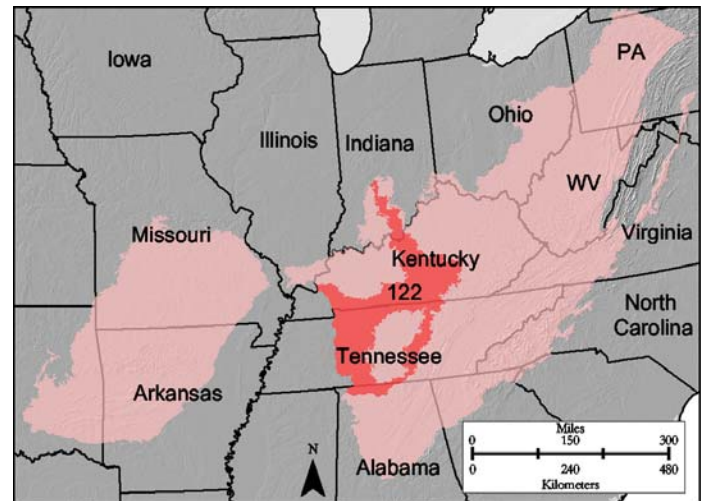 PA
Iowa
Ohio
Illinois
Indiana
WV
Missouri
Virginia
Kentucky
122
North
Carolina
Tennessee
Arkansas
Miles
0 150 300
N
0 240 480
Kilometers
Alabama